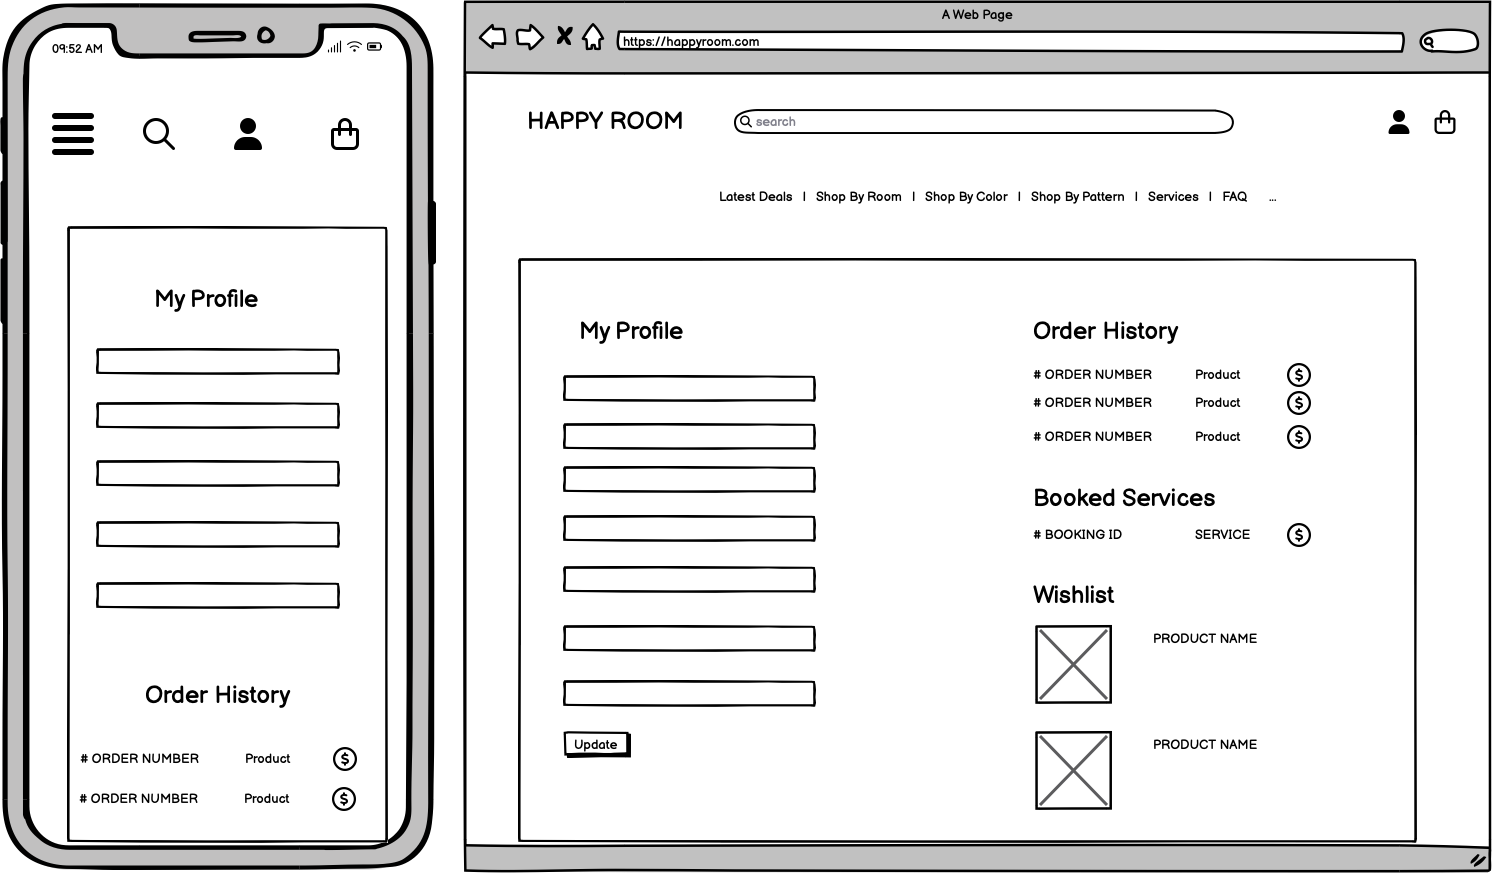 09:52 AM
My Profile
Order History
# ORDER NUMBER Product $
# ORDER NUMBER Product $
A Web Page
https://happyroom.com
HAPPY ROOM
search
Latest Deals | Shop By Room | Shop By Color | Shop By Pattern | Services | FAQ ...
My Profile
Update
Order History
# ORDER NUMBER Product $
# ORDER NUMBER Product $
# ORDER NUMBER Product $
Booked Services
# BOOKING ID SERVICE $
Wishlist
PRODUCT NAME
PRODUCT NAME